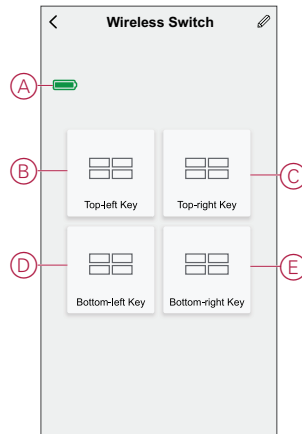 Wireless Switch
A
B
Top-left Key
Top-right Key
C
D
Bottom-left Key
Bottom-right Key
E